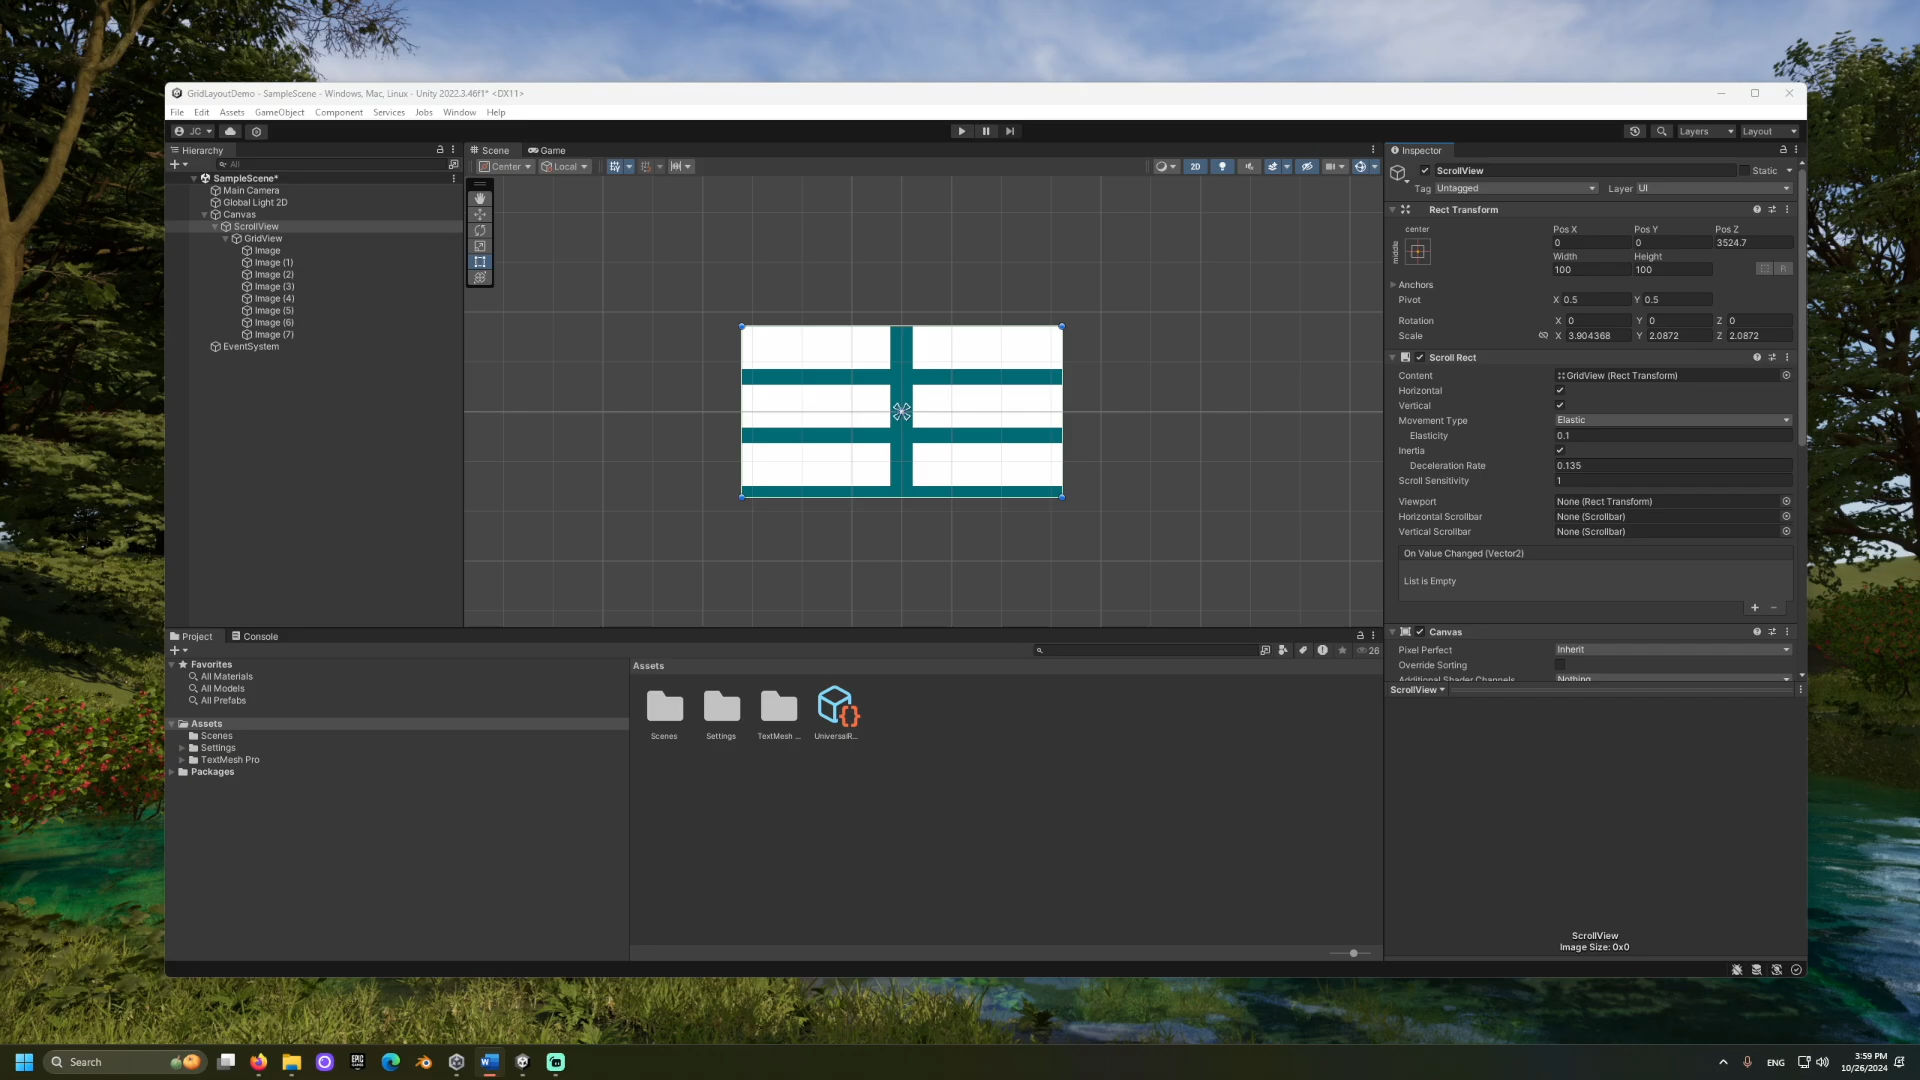 GridLayoutDemo - SampleScene - Windows, Mac, Linux - Unity 2022.3.46f1* <DX11>
File Edit Assets GameObject Component Services Jobs Window Help
JC
Layers
Layout
Hierarchy
All
SampleScene*
Main Camera
Global Light 2D
Canvas
ScrollView
GridView
Image
Image (1)
Image (2)
Image (3)
Image (4)
Image (5)
Image (6)
Image (7)
EventSystem
Scene
Game
Center
Local
2D
Inspector
ScrollView
Static
Tag Untagged
Layer UI
Rect Transform
center
middle
Pos X Pos Y Pos Z
0 0 3524.7
Width Height
100 100
R
Anchors
Pivot X 0.5 Y 0.5
Rotation X 0 Y 0 Z 0
Scale X 3.904368 Y 2.0872 Z 2.0872
Scroll Rect
Content GridView (Rect Transform)
Horizontal
Vertical
Movement Type Elastic
Elasticity 0.1
Inertia
Deceleration Rate 0.135
Scroll Sensitivity 1
Viewport None (Rect Transform)
Horizontal Scrollbar None (Scrollbar)
Vertical Scrollbar None (Scrollbar)
On Value Changed (Vector2)
List is Empty
Canvas
Pixel Perfect Inherit
Override Sorting
Additional Shader Channels Nothing
ScrollView
ScrollView
Image Size: 0x0
Project
Console
26
Favorites
All Materials
All Models
All Prefabs
Assets
Scenes
Settings
TextMesh Pro
Packages
Assets
Scenes
Settings
TextMesh ...
UniversalR...
Search
EPIC
GAMES
W
ENG
3:59 PM
10/26/2024